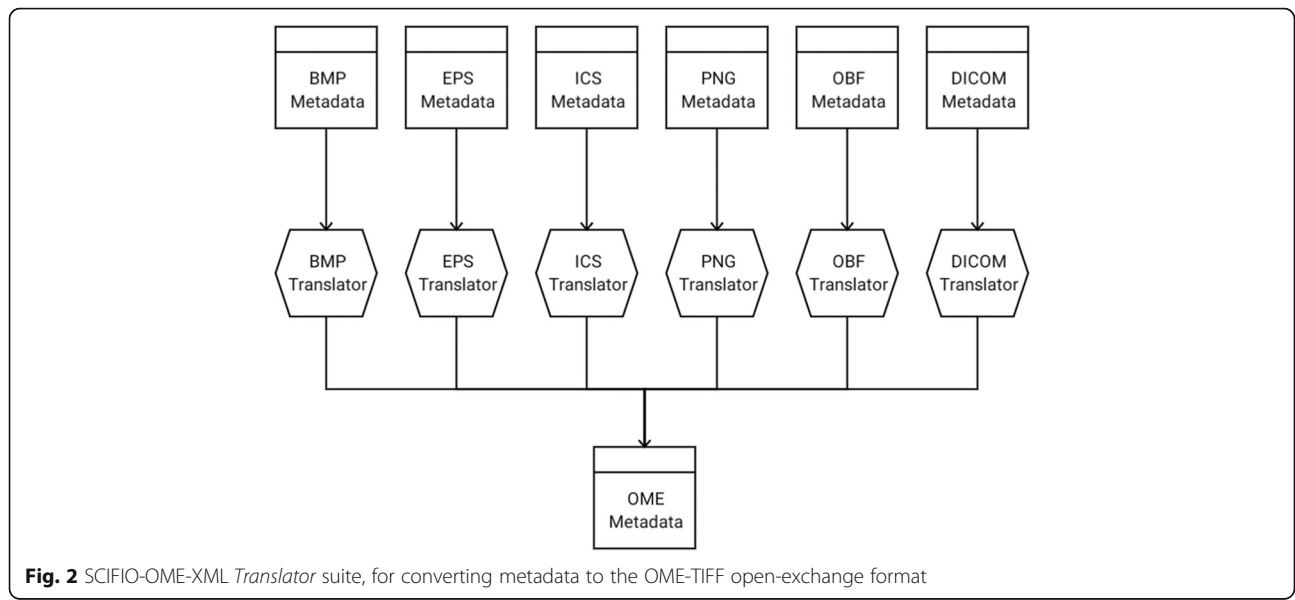 BMP
Metadata
EPS
Metadata
ICS
Metadata
PNG
Metadata
OBF
Metadata
DICOM
Metadata
BMP
Translator
EPS
Translator
ICS
Translator
PNG
Translator
OBF
Translator
DICOM
Translator
OME
Metadata
Fig. 2 SCIFIO-OME-XML Translator suite, for converting metadata to the OME-TIFF open-exchange format